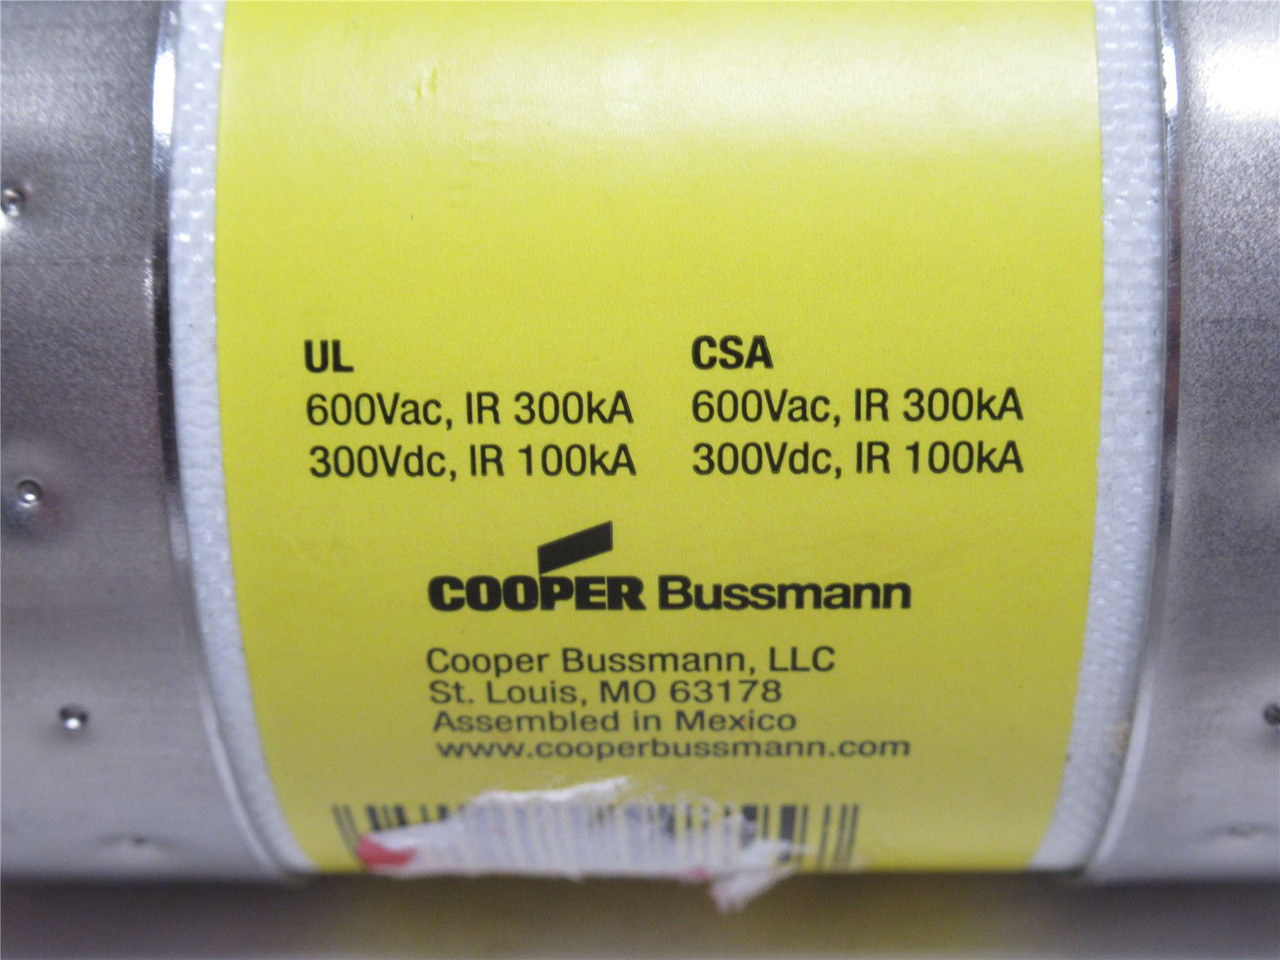 UL
600Vac, IR 300kA
300Vdc, IR 100kA
CSA
600Vac, IR 300kA
300Vdc, IR 100kA
COOPER Bussmann
Cooper Bussmann, LLC
St. Louis, MO 63178
Assembled in Mexico
www.cooperbussmann.com